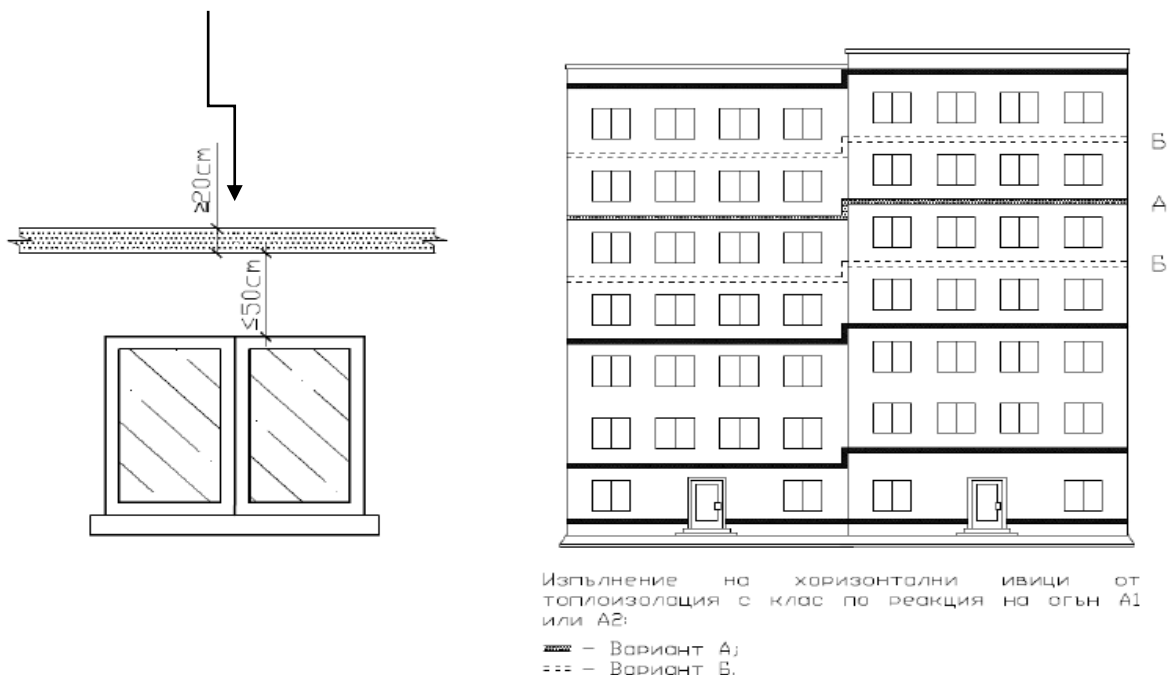 ≥20cm
≤50cm
Б
А
Б
Изпълнение на хоризонтални ивици от
топлоизолация с клас по реакция на огън А1
или А2:
- Вариант А;
- Вариант Б.